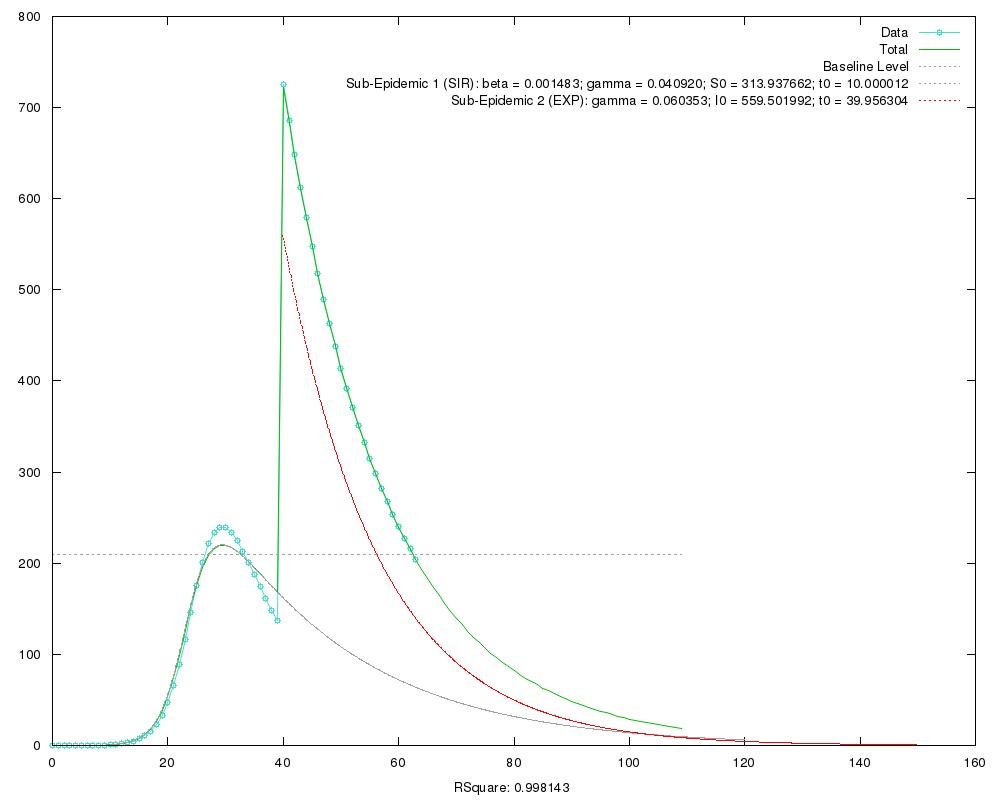 800
700
600
500
400
300
200
100
0
Data
Total
Baseline Level
Sub-Epidemic 1 (SIR): beta = 0.001483; gamma = 0.040920; S0 = 313.937662; t0 = 10.000012
Sub-Epidemic 2 (EXP): gamma = 0.060353; I0 = 559.501992; t0 = 39.956304
0 20 40 60 80 100 120 140 160
RSquare: 0.998143